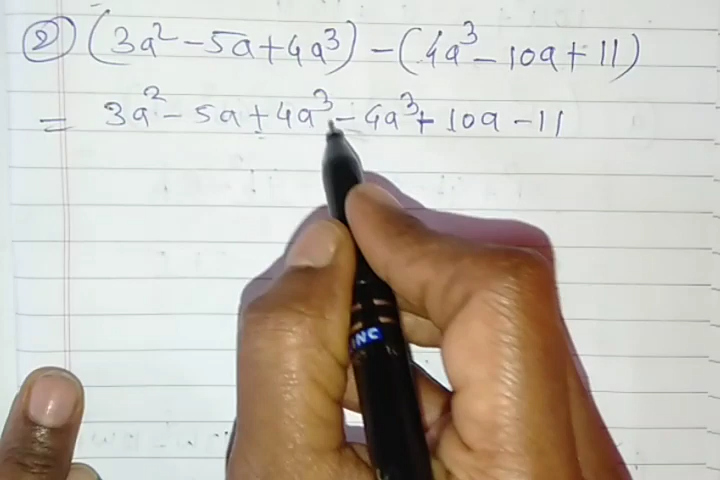 ② (3a² - 5a + 4a³) - (4a³ - 10a + 11)
= 3a² - 5a + 4a³ - 4a³ + 10a - 11